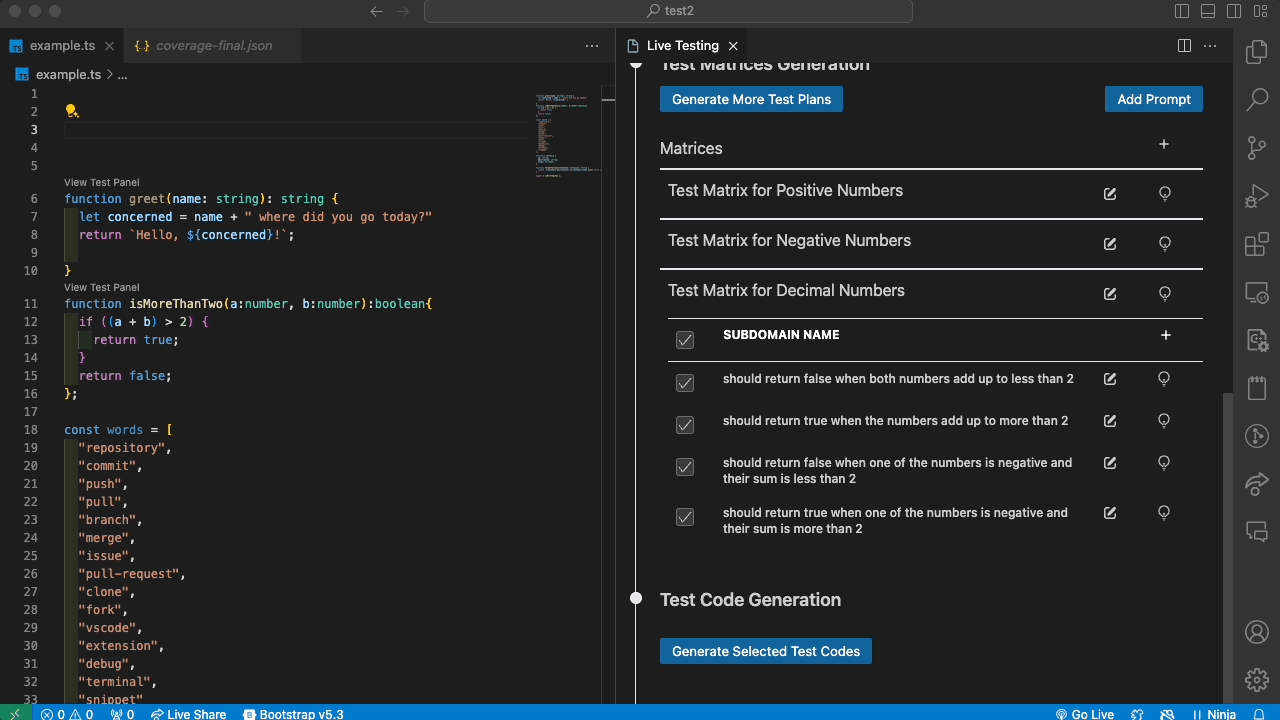 test2
example.ts
coverage-final.json
example.ts > ...
1
2
3
4
5
View Test Panel
6 function greet(name: string): string {
7 let concerned = name + " where did you go today?"
8 return `Hello, ${concerned}!`;
9
10 }
View Test Panel
11 function isMoreThanTwo(a:number, b:number):boolean{
12 if ((a + b) > 2) {
13 return true;
14 }
15 return false;
16 };
17
18 const words = [
19 "repository",
20 "commit",
21 "push",
22 "pull",
23 "branch",
24 "merge",
25 "issue",
26 "pull-request",
27 "clone",
28 "fork",
29 "vscode",
30 "extension",
31 "debug",
32 "terminal",
33 "snippet"
Live Testing
Test Matrices Generation
Generate More Test Plans
Add Prompt
Matrices
Test Matrix for Positive Numbers
Test Matrix for Negative Numbers
Test Matrix for Decimal Numbers
SUBDOMAIN NAME
should return false when both numbers add up to less than 2
should return true when the numbers add up to more than 2
should return false when one of the numbers is negative and
their sum is less than 2
should return true when one of the numbers is negative and
their sum is more than 2
Test Code Generation
Generate Selected Test Codes
0 0 0 Live Share Bootstrap v5.3 Go Live Ninja